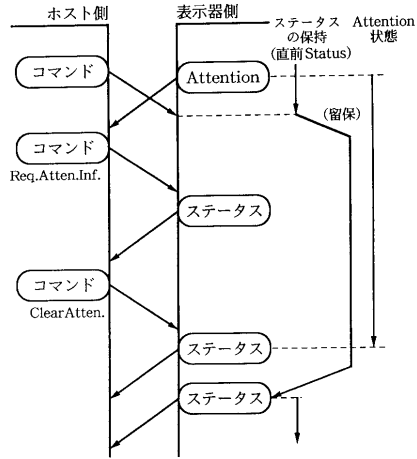 ホスト側
表示器側
ステータス
の保持
(直前Status)
Attention
状態
コマンド
Attention
(留保)
コマンド
Req.Atten.Inf.
ステータス
コマンド
ClearAtten.
ステータス
ステータス